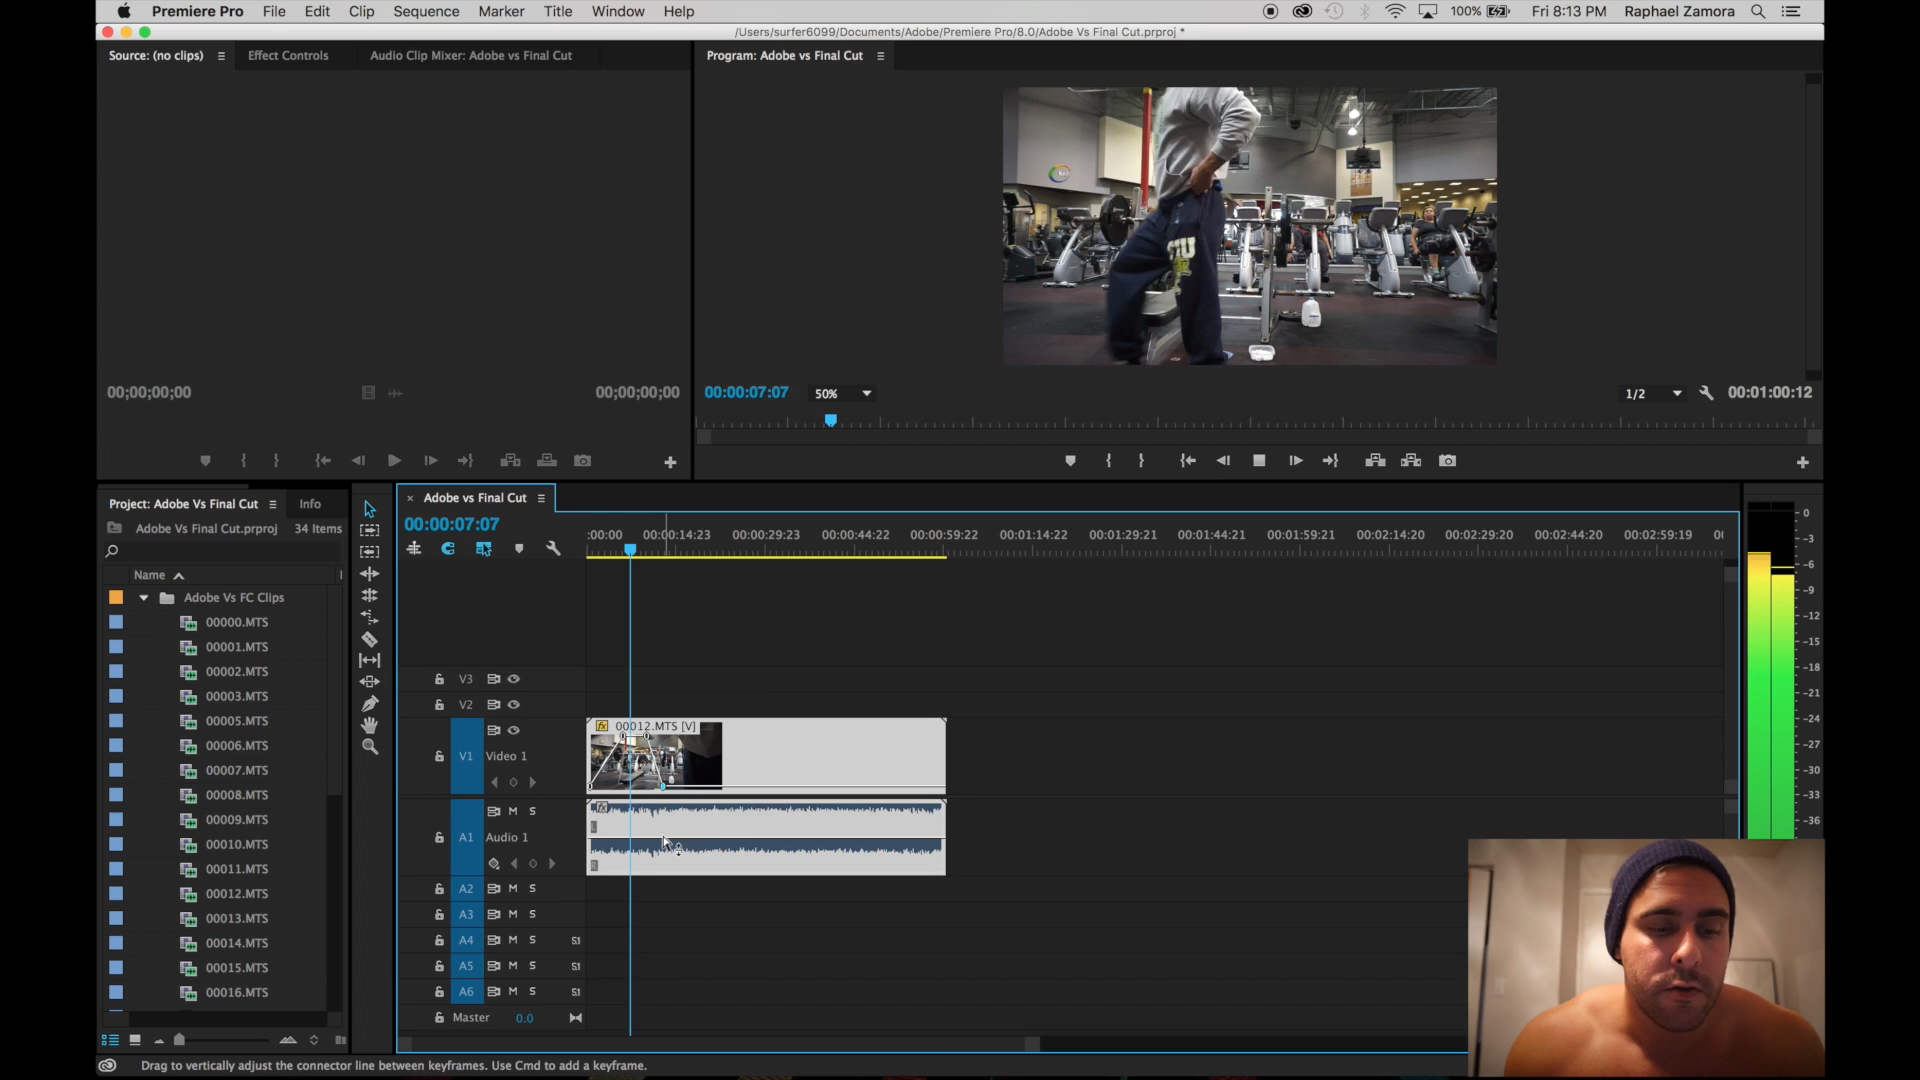 Premiere Pro File Edit Clip Sequence Marker Title Window Help 100% Fri 8:13 PM Raphael Zamora
/Users/surfer6099/Documents/Adobe/Premiere Pro/8.0/Adobe Vs Final Cut.prproj *
Source: (no clips) Effect Controls Audio Clip Mixer: Adobe vs Final Cut Program: Adobe vs Final Cut
00;00;00;00 00;00;00;00 00:00:07:07 50% 1/2 00:01:00:12
Project: Adobe Vs Final Cut Info
Adobe Vs Final Cut.prproj 34 Items
Name
Adobe Vs FC Clips
00000.MTS
00001.MTS
00002.MTS
00003.MTS
00005.MTS
00006.MTS
00007.MTS
00008.MTS
00009.MTS
00010.MTS
00011.MTS
00012.MTS
00013.MTS
00014.MTS
00015.MTS
00016.MTS
× Adobe vs Final Cut
00:00:07:07
:00:00 00:00:14:23 00:00:29:23 00:00:44:22 00:00:59:22 00:01:14:22 00:01:29:21 00:01:44:21 00:01:59:21 00:02:14:20 00:02:29:20 00:02:44:20 00:02:59:19 00
V3
V2
fx 00012.MTS [V]
V1 Video 1
fx
M S
L
A1 Audio 1
R
A2 M S
A3 M S
A4 M S 5.1
A5 M S 5.1
A6 M S 5.1
Master 0.0
0
-3
-6
-9
-12
-15
-18
-21
-24
-27
-30
-33
-36
Drag to vertically adjust the connector line between keyframes. Use Cmd to add a keyframe.